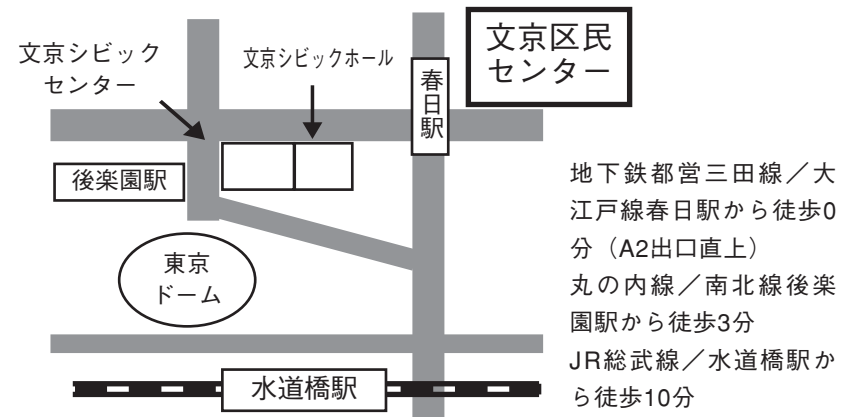 文京シビック
センター
文京シビックホール
春日駅
文京区民
センター
後楽園駅
東京
ドーム
水道橋駅
地下鉄都営三田線／大
江戸線春日駅から徒歩0
分（A2出口直上）
丸の内線／南北線後楽
園駅から徒歩3分
JR総武線／水道橋駅か
ら徒歩10分